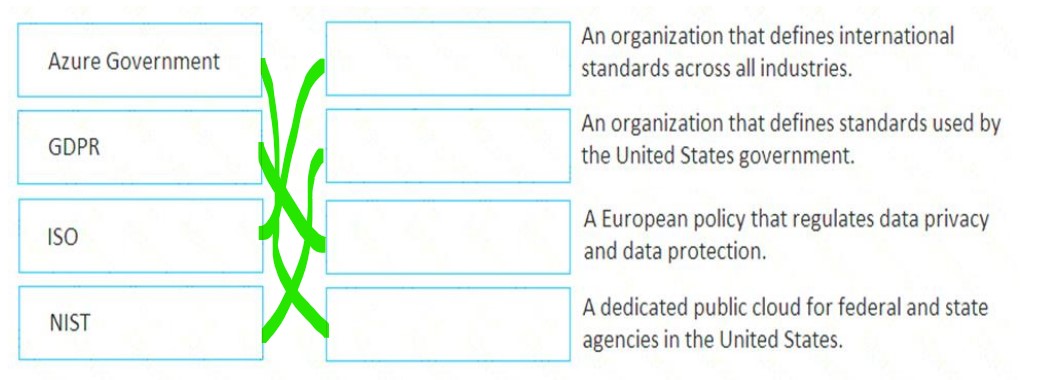 Azure Government
An organization that defines international
standards across all industries.
GDPR
An organization that defines standards used by
the United States government.
ISO
A European policy that regulates data privacy
and data protection.
NIST
A dedicated public cloud for federal and state
agencies in the United States.